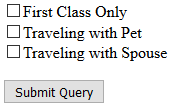 First Class Only
Traveling with Pet
Traveling with Spouse
Submit Query